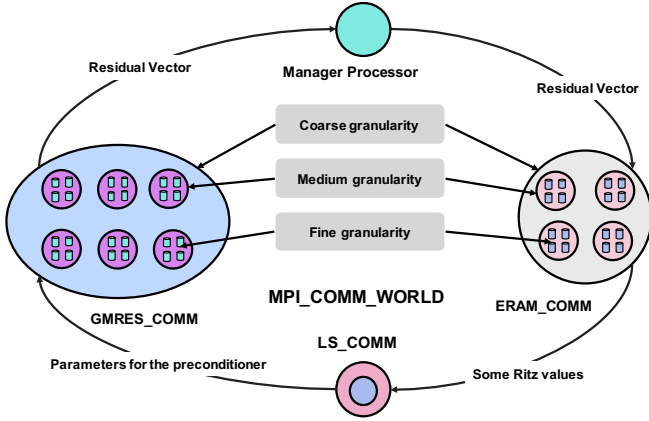 Residual Vector
Manager Processor
Residual Vector
Coarse granularity
Medium granularity
Fine granularity
MPI_COMM_WORLD
GMRES_COMM
ERAM_COMM
LS_COMM
Parameters for the preconditioner
Some Ritz values